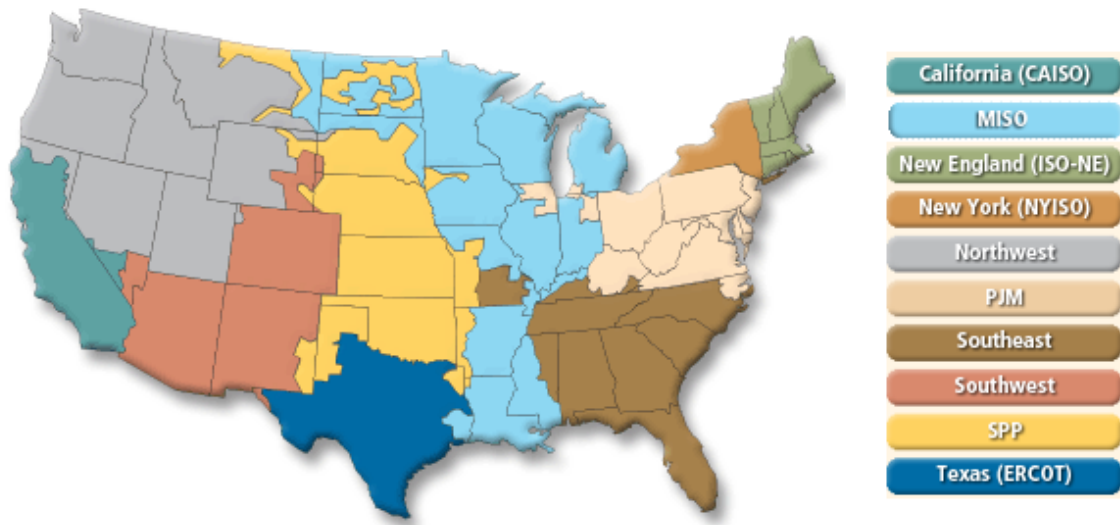 California (CAISO)
MISO
New England (ISO-NE)
New York (NYISO)
Northwest
PJM
Southeast
Southwest
SPP
Texas (ERCOT)